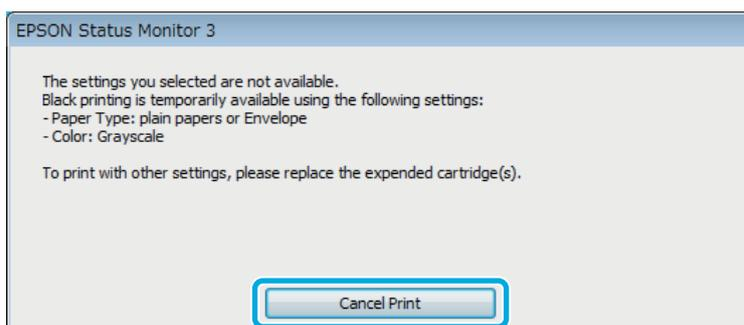 EPSON Status Monitor 3
The settings you selected are not available.
Black printing is temporarily available using the following settings:
- Paper Type: plain papers or Envelope
- Color: Grayscale
To print with other settings, please replace the expended cartridge(s).
Cancel Print